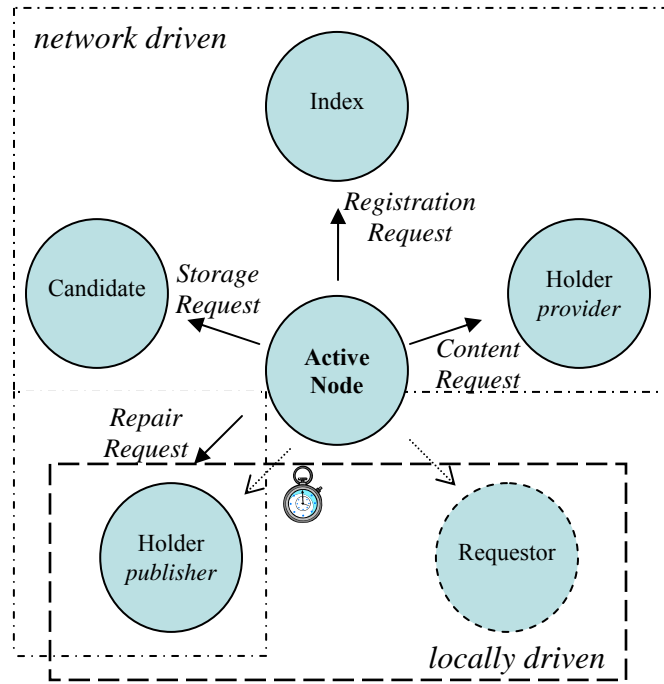 network driven
Index
Registration
Request
Candidate
Storage
Request
Holder
provider
Active
Node
Content
Request
Repair
Request
Holder
publisher
Requestor
locally driven